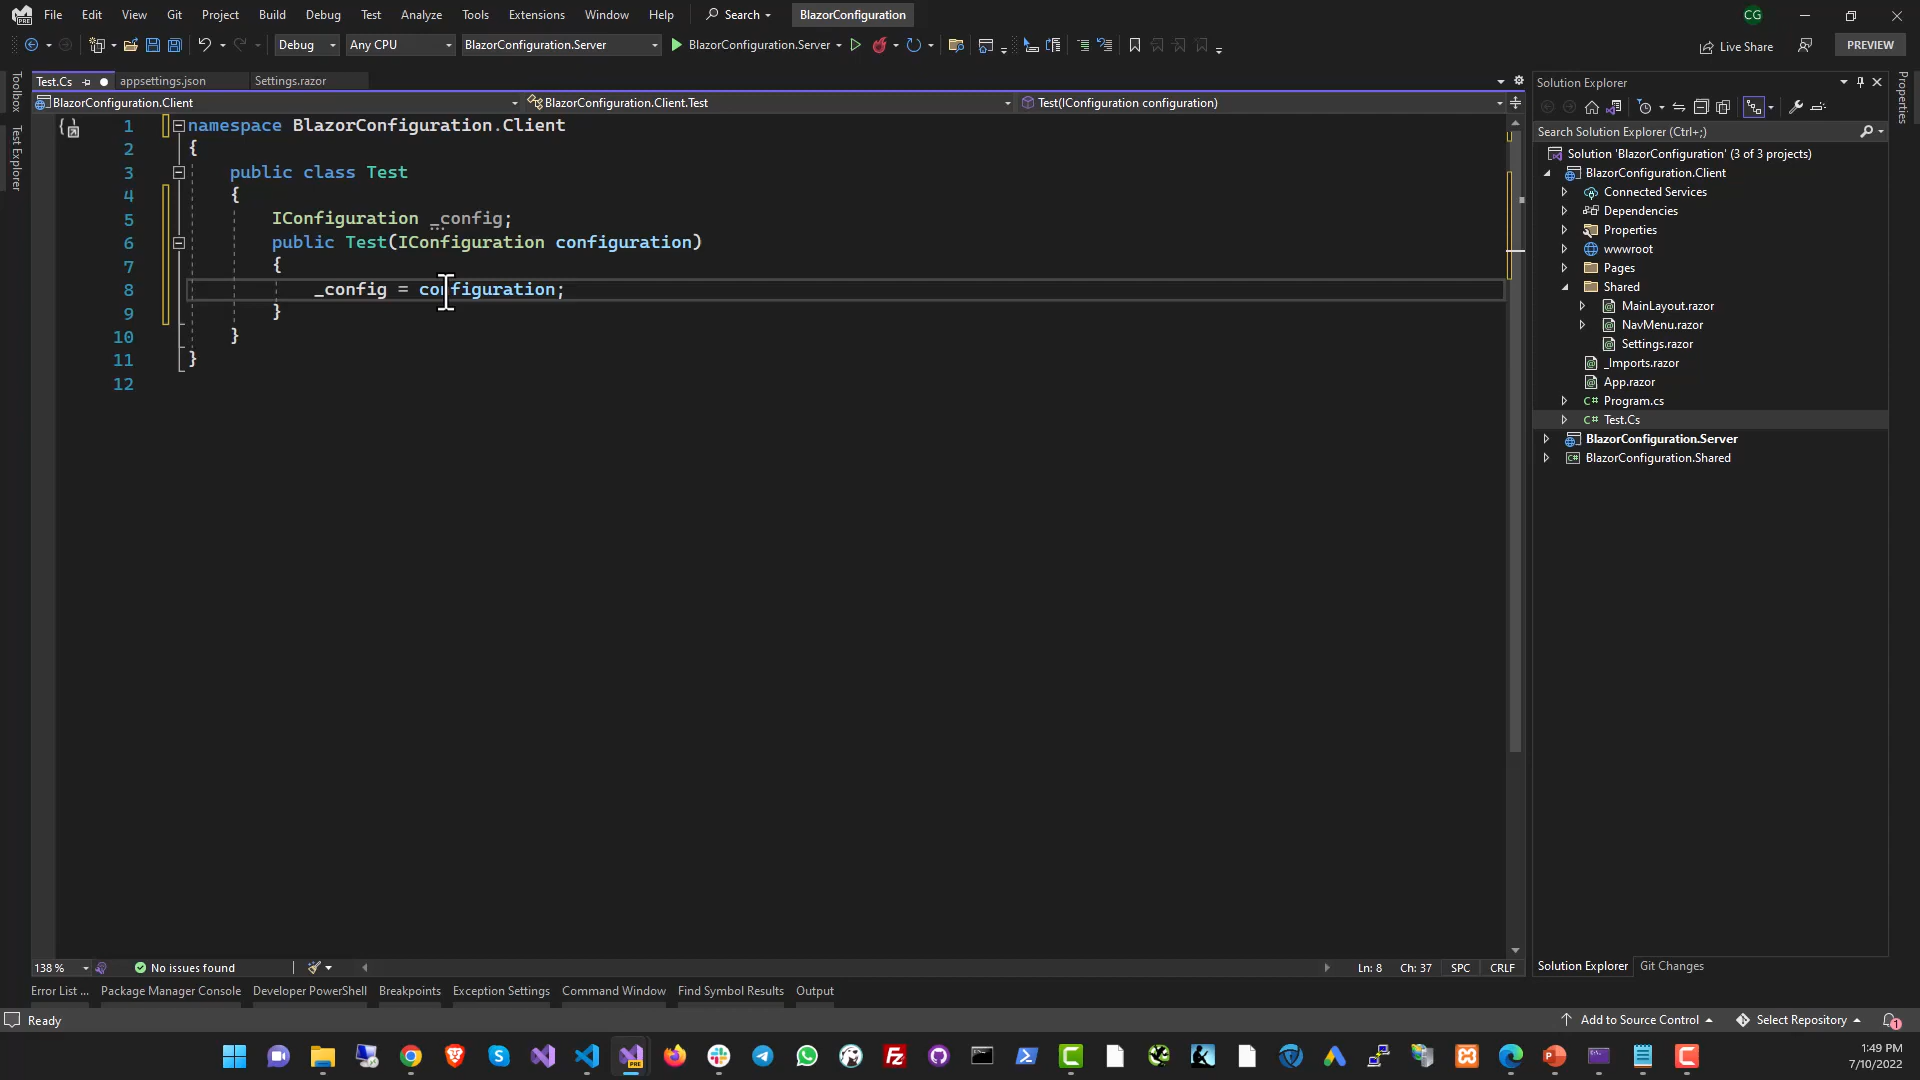 File Edit View Git Project Build Debug Test Analyze Tools Extensions Window Help Search BlazorConfiguration CG
Debug Any CPU BlazorConfiguration.Server BlazorConfiguration.Server Live Share PREVIEW
Test.Cs appsettings.json Settings.razor
BlazorConfiguration.Client BlazorConfiguration.Client.Test Test(IConfiguration configuration)
Toolbox
Test Explorer
1 namespace BlazorConfiguration.Client
2 {
3 public class Test
4 {
5 IConfiguration _config;
6 public Test(IConfiguration configuration)
7 {
8 _config = configuration;
9 }
10 }
11 }
12
138 % No issues found Ln: 8 Ch: 37 SPC CRLF
Solution Explorer
Search Solution Explorer (Ctrl+;)
Solution 'BlazorConfiguration' (3 of 3 projects)
BlazorConfiguration.Client
Connected Services
Dependencies
Properties
wwwroot
Pages
Shared
MainLayout.razor
NavMenu.razor
Settings.razor
_Imports.razor
App.razor
C# Program.cs
C# Test.Cs
BlazorConfiguration.Server
C# BlazorConfiguration.Shared
Solution Explorer Git Changes
Properties
Error List ... Package Manager Console Developer PowerShell Breakpoints Exception Settings Command Window Find Symbol Results Output
Ready Add to Source Control Select Repository 1
1:49 PM
7/10/2022